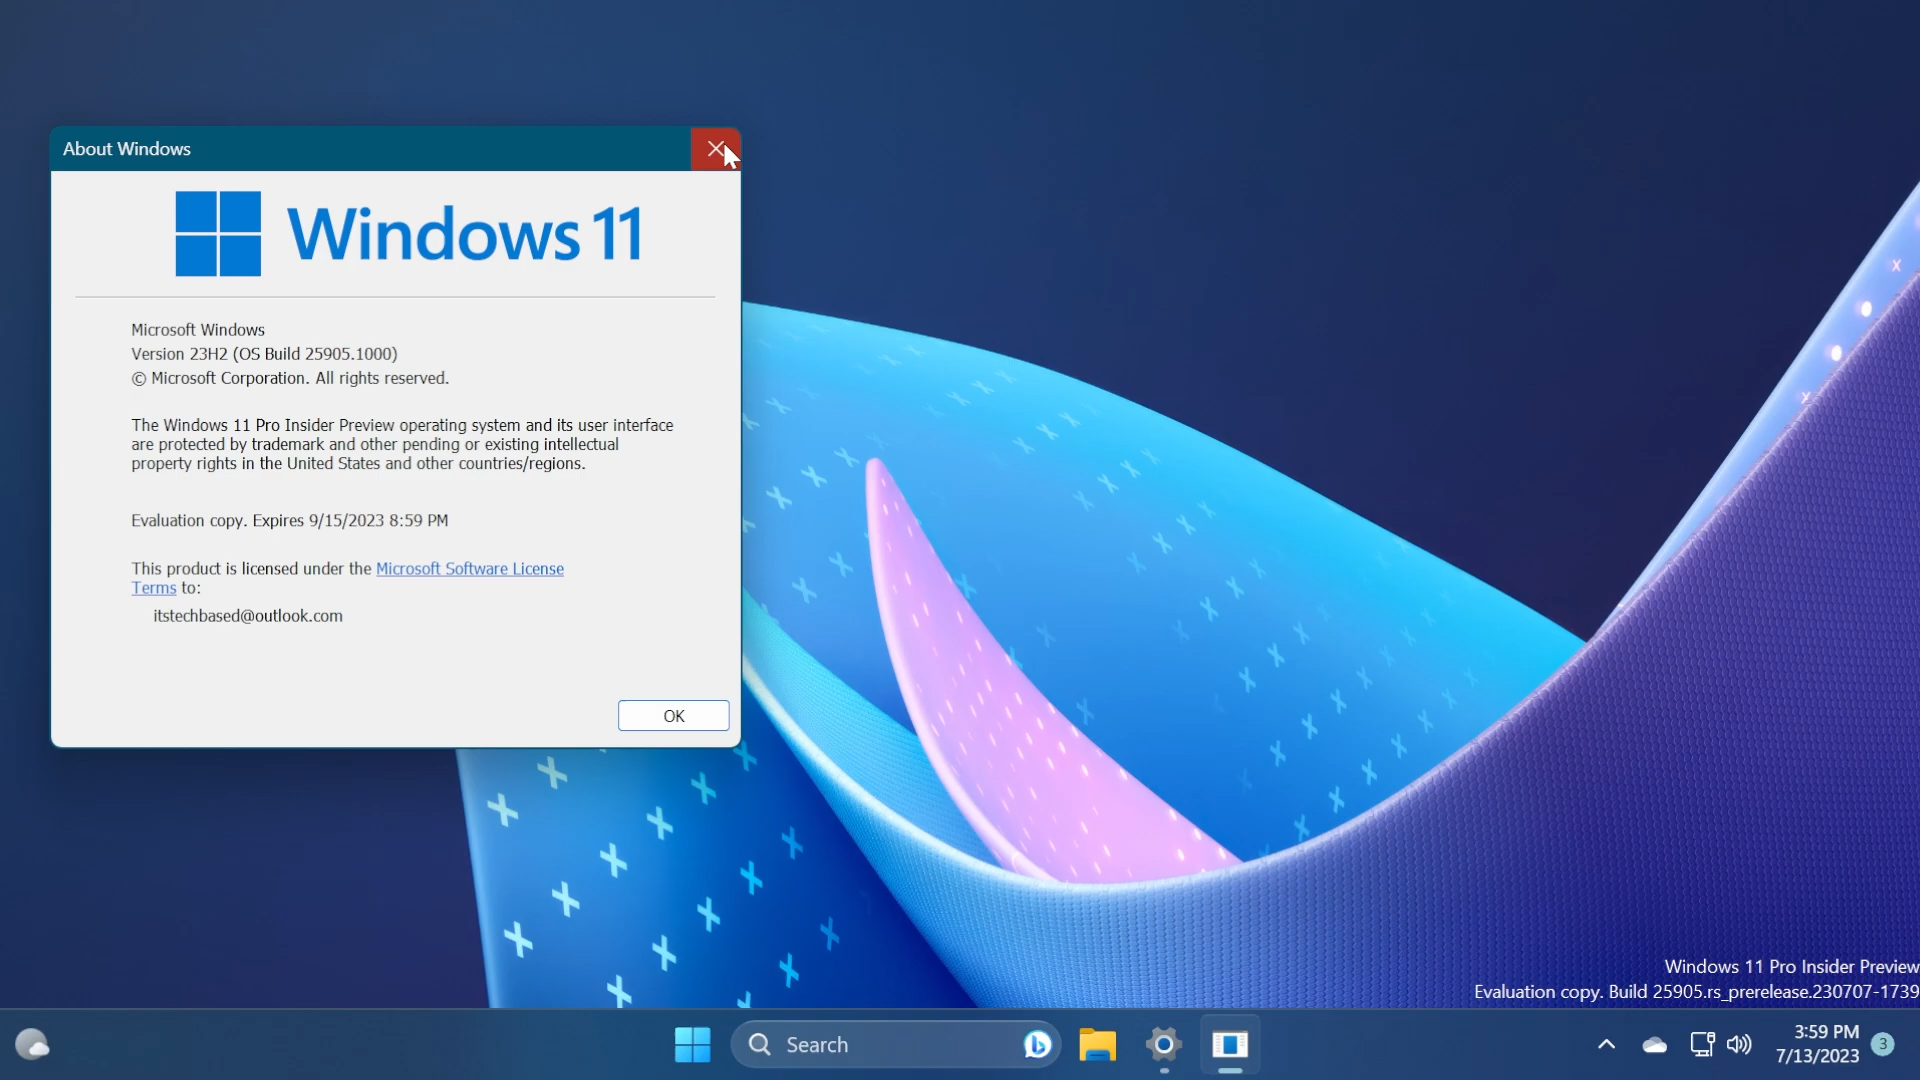 About Windows
Windows 11
Microsoft Windows
Version 23H2 (OS Build 25905.1000)
© Microsoft Corporation. All rights reserved.
The Windows 11 Pro Insider Preview operating system and its user interface
are protected by trademark and other pending or existing intellectual
property rights in the United States and other countries/regions.
Evaluation copy. Expires 9/15/2023 8:59 PM
This product is licensed under the Microsoft Software License
Terms to:
itstechbased@outlook.com
OK
Windows 11 Pro Insider Preview
Evaluation copy. Build 25905.rs_prerelease.230707-1739
Search
3:59 PM
7/13/2023
3